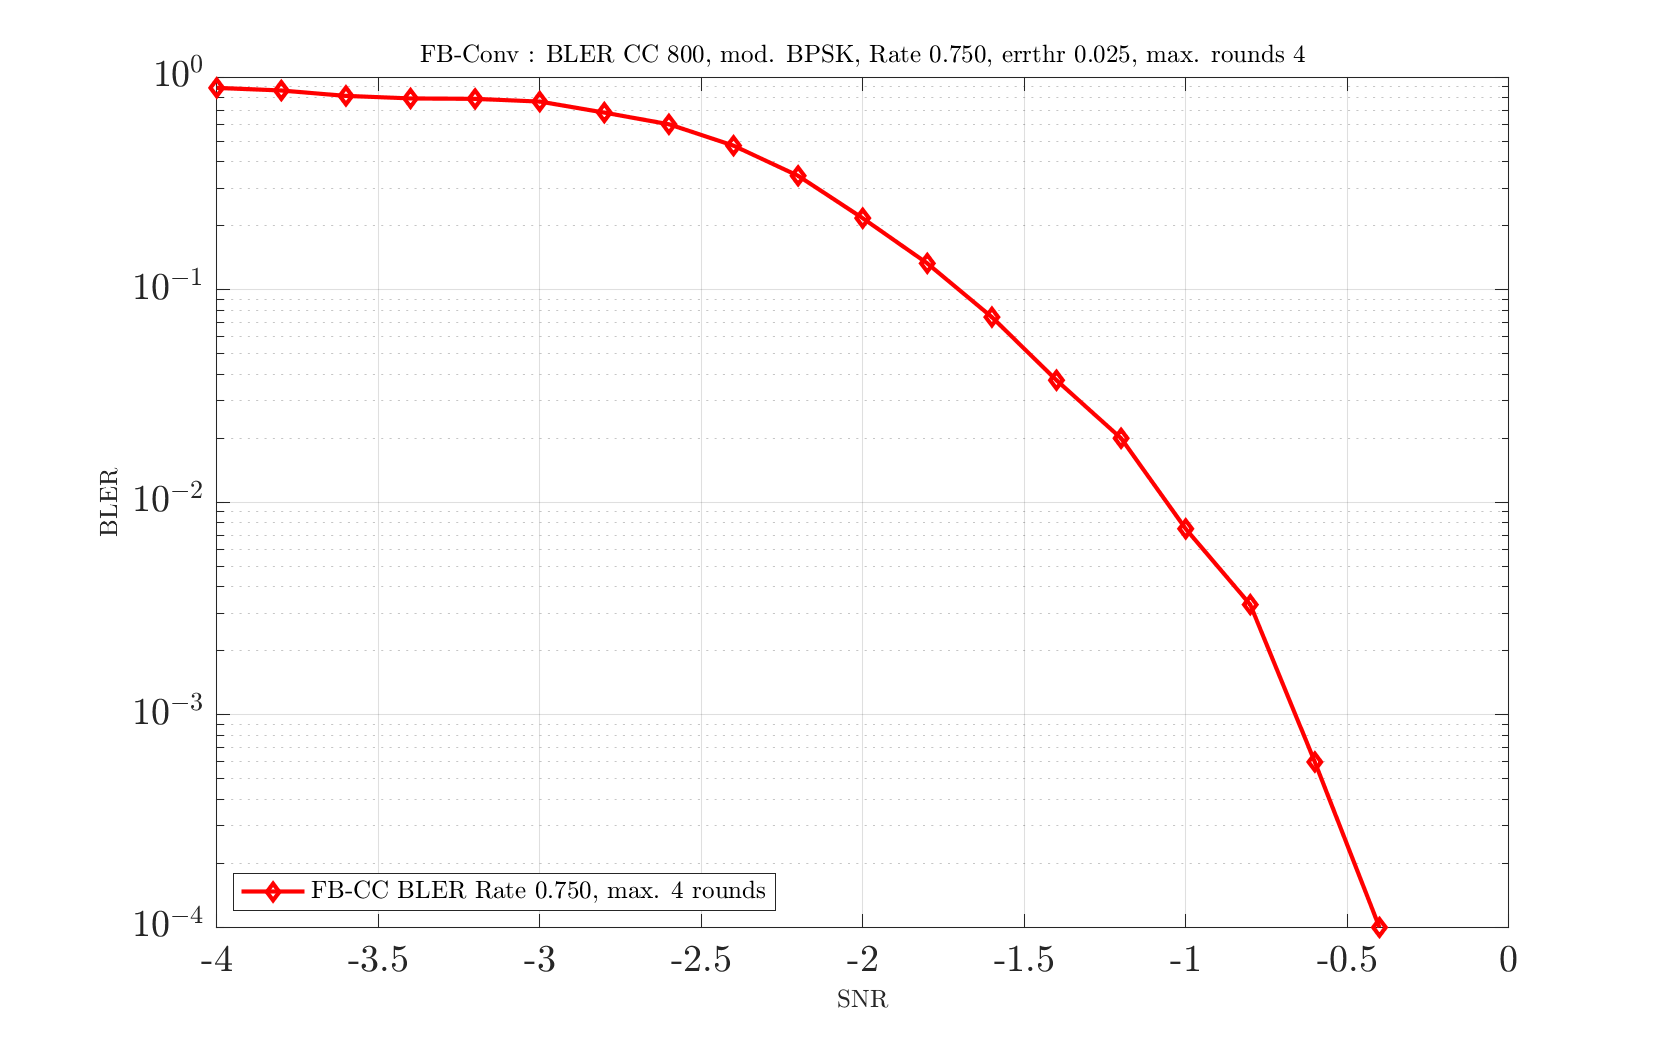 FB-Conv : BLER CC 800, mod. BPSK, Rate 0.750, errthr 0.025, max. rounds 4
10^0
10^-1
10^-2
10^-3
10^-4
BLER
FB-CC BLER Rate 0.750, max. 4 rounds
-4 -3.5 -3 -2.5 -2 -1.5 -1 -0.5 0
SNR